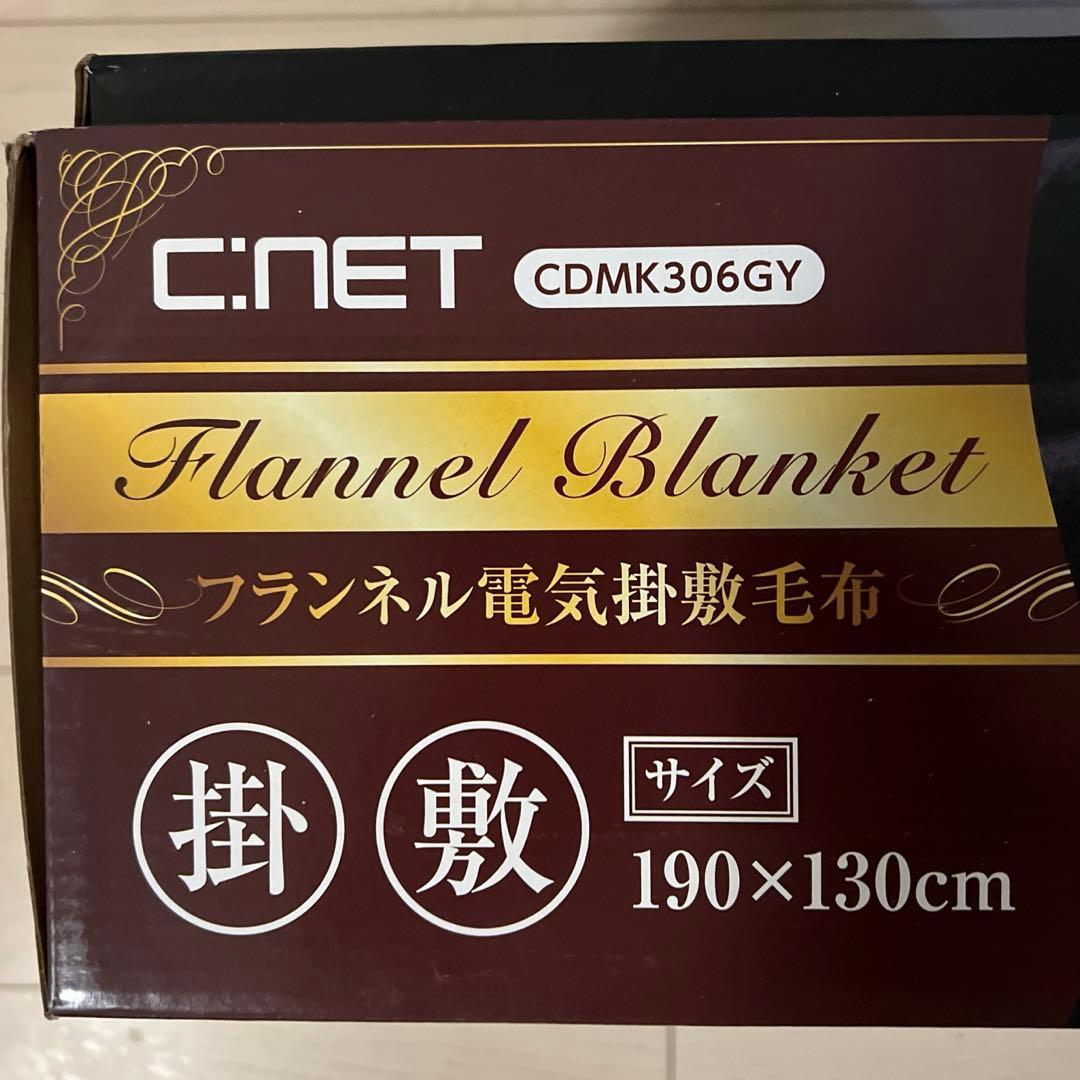 C:NET CDMK306GY
Flannel Blanket
フランネル電気掛敷毛布
掛 敷 サイズ
190×130cm